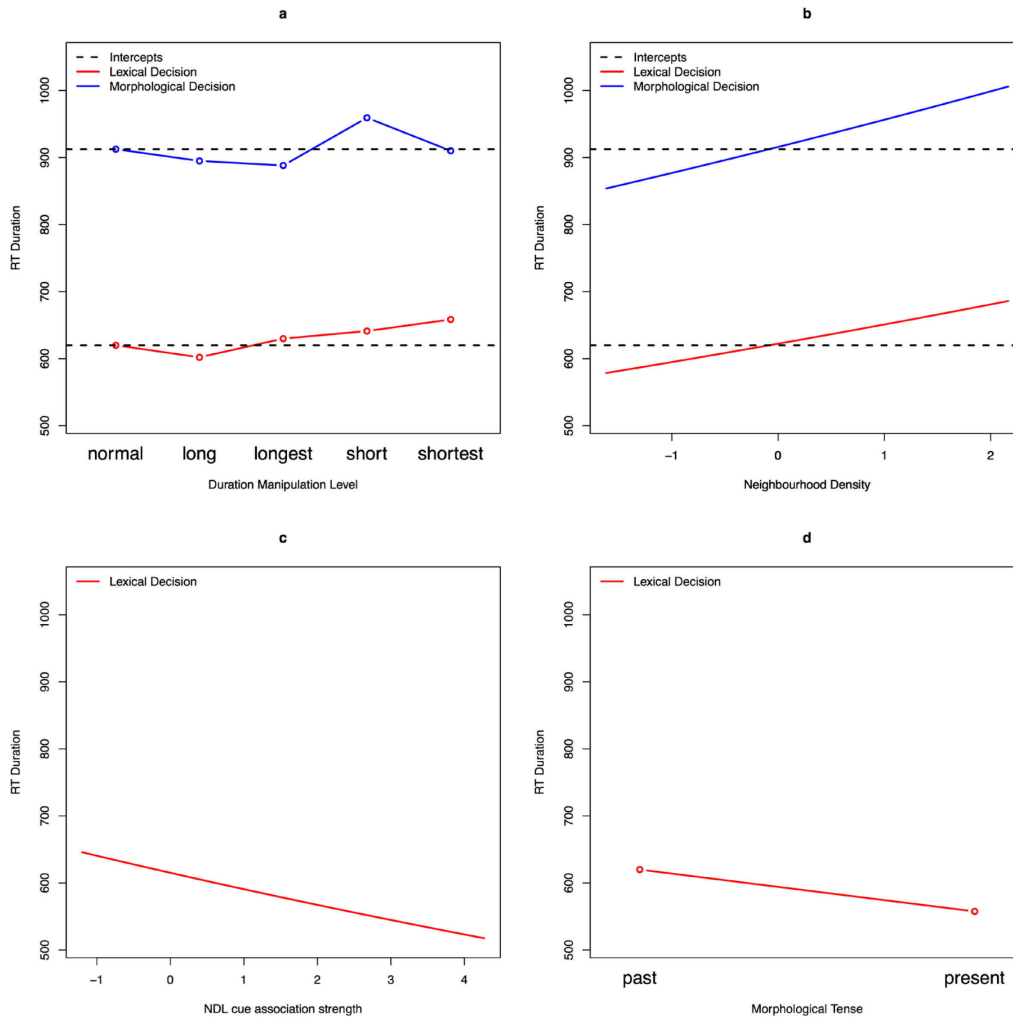 a
Intercepts
Lexical Decision
Morphological Decision
RT Duration
1000
900
800
700
600
500
normal long longest short shortest
Duration Manipulation Level
b
Intercepts
Lexical Decision
Morphological Decision
RT Duration
1000
900
800
700
600
500
−1 0 1 2
Neighbourhood Density
c
Lexical Decision
RT Duration
1000
900
800
700
600
500
−1 0 1 2 3 4
NDL cue association strength
d
Lexical Decision
RT Duration
1000
900
800
700
600
500
past present
Morphological Tense